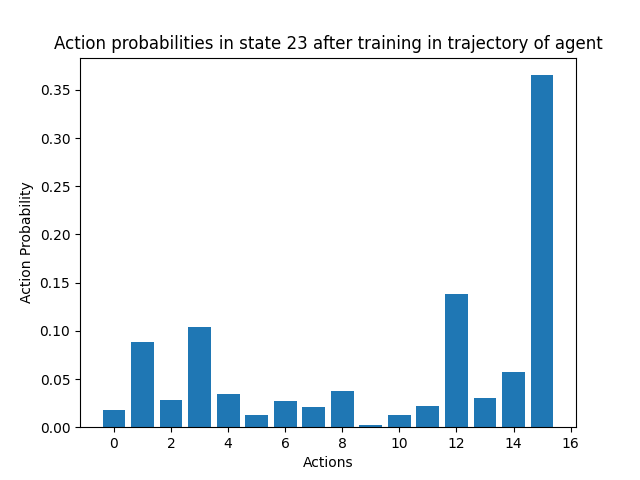 Action probabilities in state 23 after training in trajectory of agent
0.35
0.30
0.25
0.20
0.15
0.10
0.05
0.00
Action Probability
0 2 4 6 8 10 12 14 16
Actions